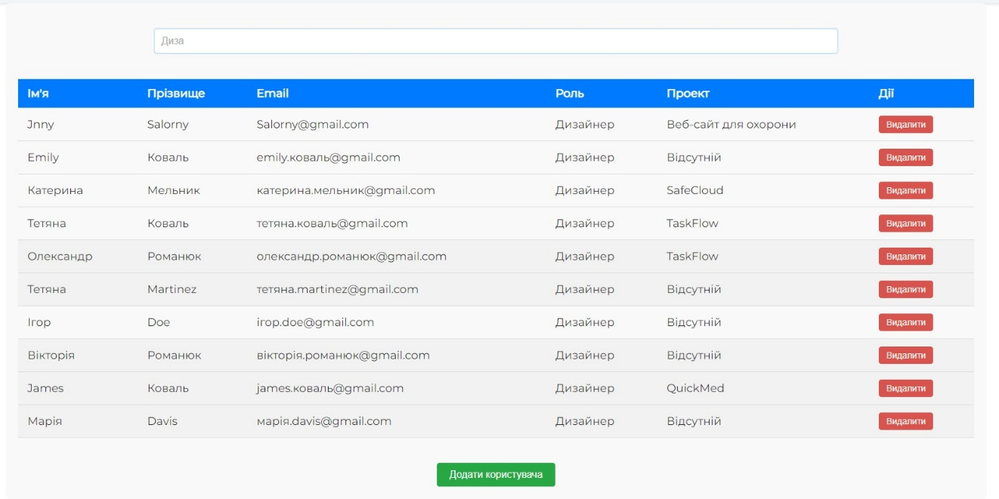 Диза
Ім'я Прізвище Email Роль Проект Дії
Jnny Salorny Salorny@gmail.com Дизайнер Веб-сайт для охорони Видалити
Emily Коваль emily.коваль@gmail.com Дизайнер Відсутній Видалити
Катерина Мельник катерина.мельник@gmail.com Дизайнер SafeCloud Видалити
Тетяна Коваль тетяна.коваль@gmail.com Дизайнер TaskFlow Видалити
Олександр Романюк олександр.романюк@gmail.com Дизайнер TaskFlow Видалити
Тетяна Martinez тетяна.martinez@gmail.com Дизайнер Відсутній Видалити
Ігор Doe ігор.doe@gmail.com Дизайнер Відсутній Видалити
Вікторія Романюк вікторія.романюк@gmail.com Дизайнер Відсутній Видалити
James Коваль james.коваль@gmail.com Дизайнер QuickMed Видалити
Марія Davis марія.davis@gmail.com Дизайнер Відсутній Видалити
Додати користувача